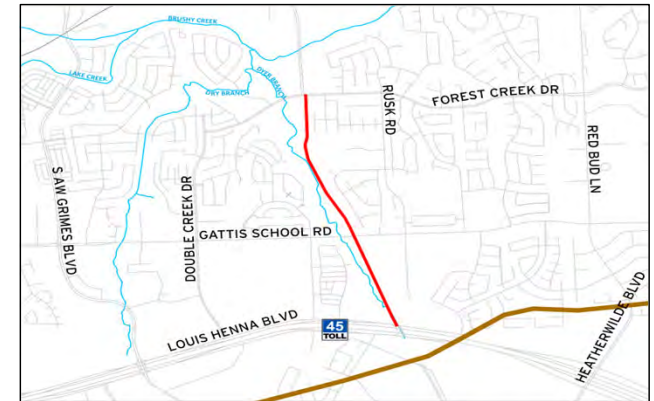 BRUSHY CREEK
LAKE CREEK
DRY BRANCH
DYER BRANCH
RUSK RD
FOREST CREEK DR
RED BUD LN
S AW GRIMES BLVD
DOUBLE CREEK DR
GATTIS SCHOOL RD
LOUIS HENNA BLVD
45
TOLL
HEATHERWILDE BLVD